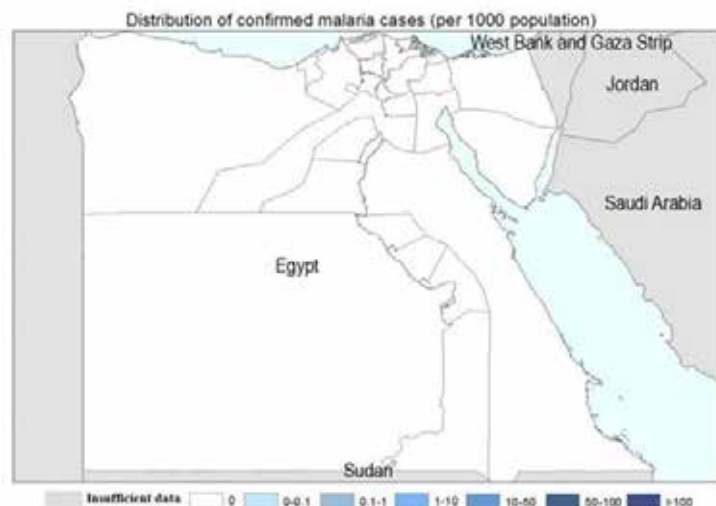 Distribution of confirmed malaria cases (per 1000 population)
West Bank and Gaza Strip
Jordan
Saudi Arabia
Egypt
Sudan
Insufficient data 0 0-0.1 0.1-1 1-10 10-50 50-100 >100